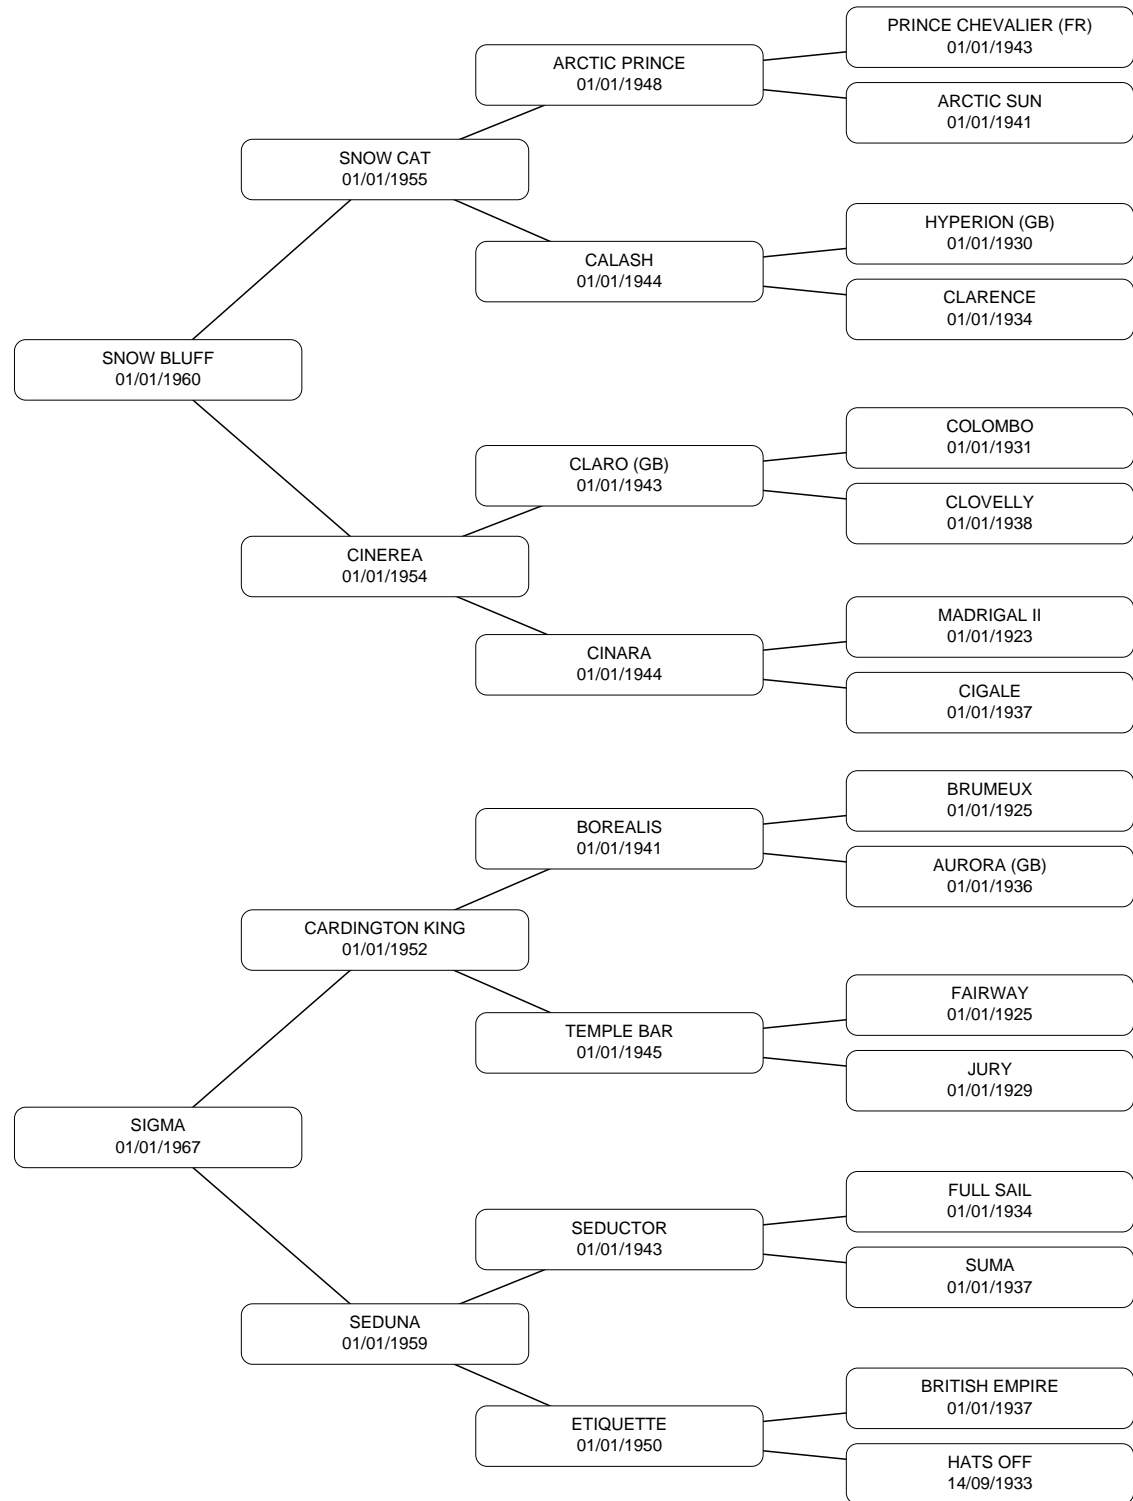 PRINCE CHEVALIER (FR)
01/01/1943
ARCTIC PRINCE
01/01/1948
ARCTIC SUN
01/01/1941
SNOW CAT
01/01/1955
HYPERION (GB)
01/01/1930
CALASH
01/01/1944
CLARENCE
01/01/1934
SNOW BLUFF
01/01/1960
COLOMBO
01/01/1931
CLARO (GB)
01/01/1943
CLOVELLY
01/01/1938
CINEREA
01/01/1954
MADRIGAL II
01/01/1923
CINARA
01/01/1944
CIGALE
01/01/1937
BRUMEUX
01/01/1925
BOREALIS
01/01/1941
AURORA (GB)
01/01/1936
CARDINGTON KING
01/01/1952
FAIRWAY
01/01/1925
TEMPLE BAR
01/01/1945
JURY
01/01/1929
SIGMA
01/01/1967
FULL SAIL
01/01/1934
SEDUCTOR
01/01/1943
SUMA
01/01/1937
SEDUNA
01/01/1959
BRITISH EMPIRE
01/01/1937
ETIQUETTE
01/01/1950
HATS OFF
14/09/1933